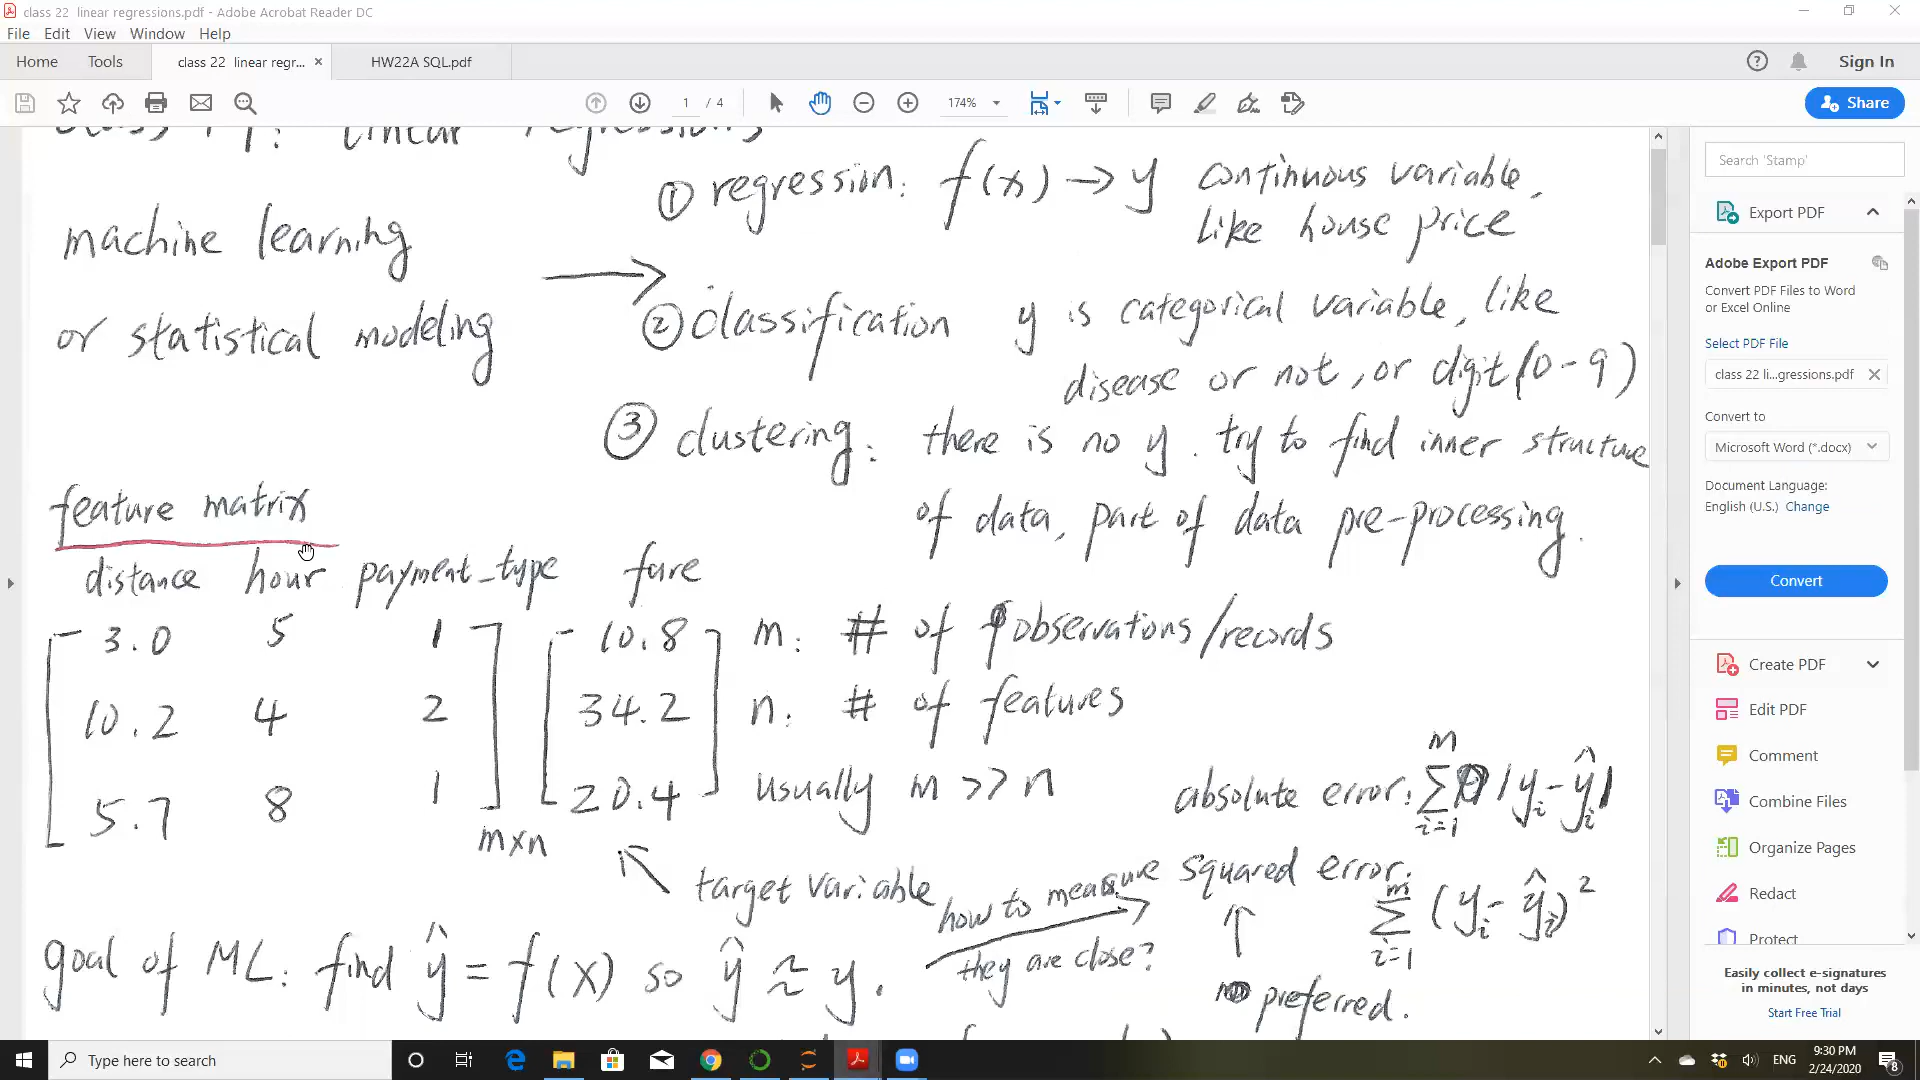 class 22 linear regressions.pdf - Adobe Acrobat Reader DC
File Edit View Window Help
Home Tools class 22 linear regr... × HW22A SQL.pdf Sign In
1 / 4 174% Share
linear regressions
① regression: f(x) → y continuous variable,
like house price
machine learning
or statistical modeling
② classification y is categorical variable, like
disease or not, or digit (0-9)
③ clustering: there is no y. try to find inner structure
of data, part of data pre-processing.
feature matrix
distance hour payment_type fare
3.0 5 1 10.8 m: # of observations/records
10.2 4 2 34.2 n: # of features
5.7 8 1 20.4 usually m >> n
m×n
absolute error: ∑ i=1 m |yi - ŷi|
target variable
how to measure they are close?
squared error: ∑ i=1 m (yi - ŷi)²
preferred.
goal of ML: find ŷ = f(x) so ŷ ≈ y.
Search 'Stamp'
Export PDF
Adobe Export PDF
Convert PDF Files to Word
or Excel Online
Select PDF File
class 22 li...gressions.pdf ×
Convert to
Microsoft Word (*.docx)
Document Language:
English (U.S.) Change
Convert
Create PDF
Edit PDF
Comment
Combine Files
Organize Pages
Redact
Protect
Easily collect e-signatures
in minutes, not days
Start Free Trial
Type here to search
ENG
9:30 PM
2/24/2020
8